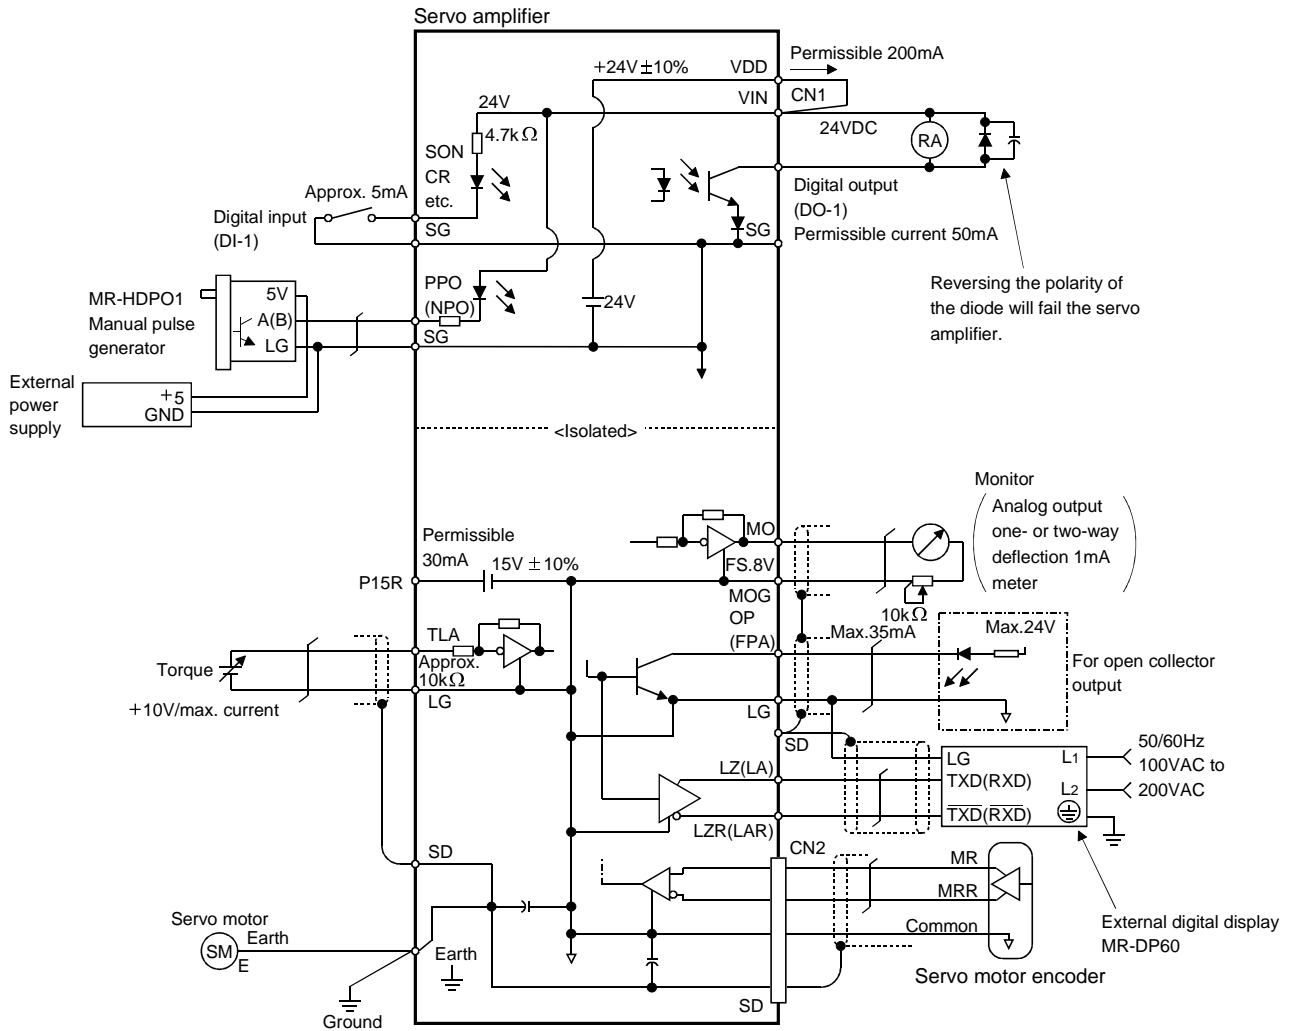 Servo amplifier
Permissible 200mA
+24V±10%
VDD
VIN
CN1
24V
24VDC
4.7kΩ
RA
SON
CR
etc.
Approx. 5mA
Digital input
(DI-1)
SG
SG
Digital output
(DO-1)
Permissible current 50mA
Reversing the polarity of
the diode will fail the servo
amplifier.
MR-HDPO1
Manual pulse
generator
5V
A(B)
LG
PPO
(NPO)
SG
24V
External
power
supply
+5
GND
<Isolated>
Monitor
Analog output
one- or two-way
deflection 1mA
meter
Permissible
30mA
15V ±10%
P15R
MO
FS.8V
MOG
10kΩ
OP
(FPA)
Max.35mA
Max.24V
For open collector
output
TLA
Approx.
10kΩ
LG
Torque
+10V/max. current
LG
SD
LZ(LA)
LZR(LAR)
LG
TXD(RXD)
TXD(RXD)
L1
L2
50/60Hz
100VAC to
200VAC
SD
CN2
MR
MRR
Common
External digital display
MR-DP60
Servo motor encoder
Servo motor
SM
Earth
E
Earth
Ground
SD